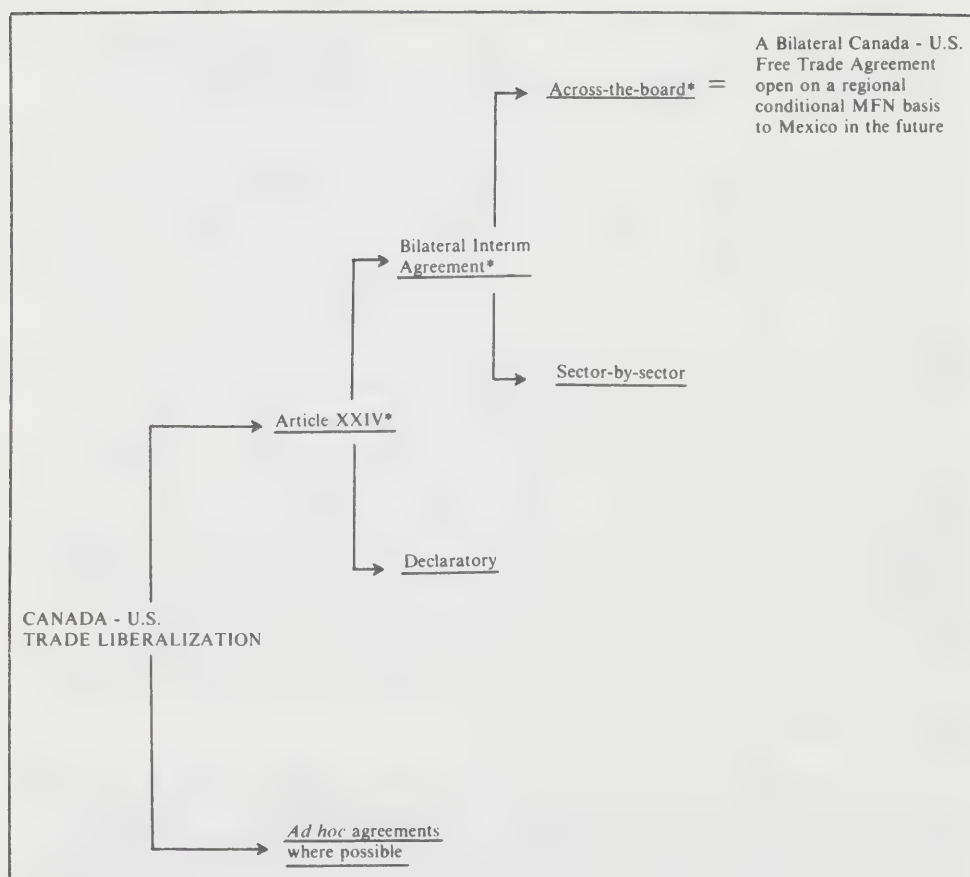 A Bilateral Canada - U.S.
Free Trade Agreement
open on a regional
conditional MFN basis
to Mexico in the future
Across-the-board* =
Bilateral Interim
Agreement*
Sector-by-sector
Article XXIV*
Declaratory
CANADA - U.S.
TRADE LIBERALIZATION
Ad hoc agreements
where possible